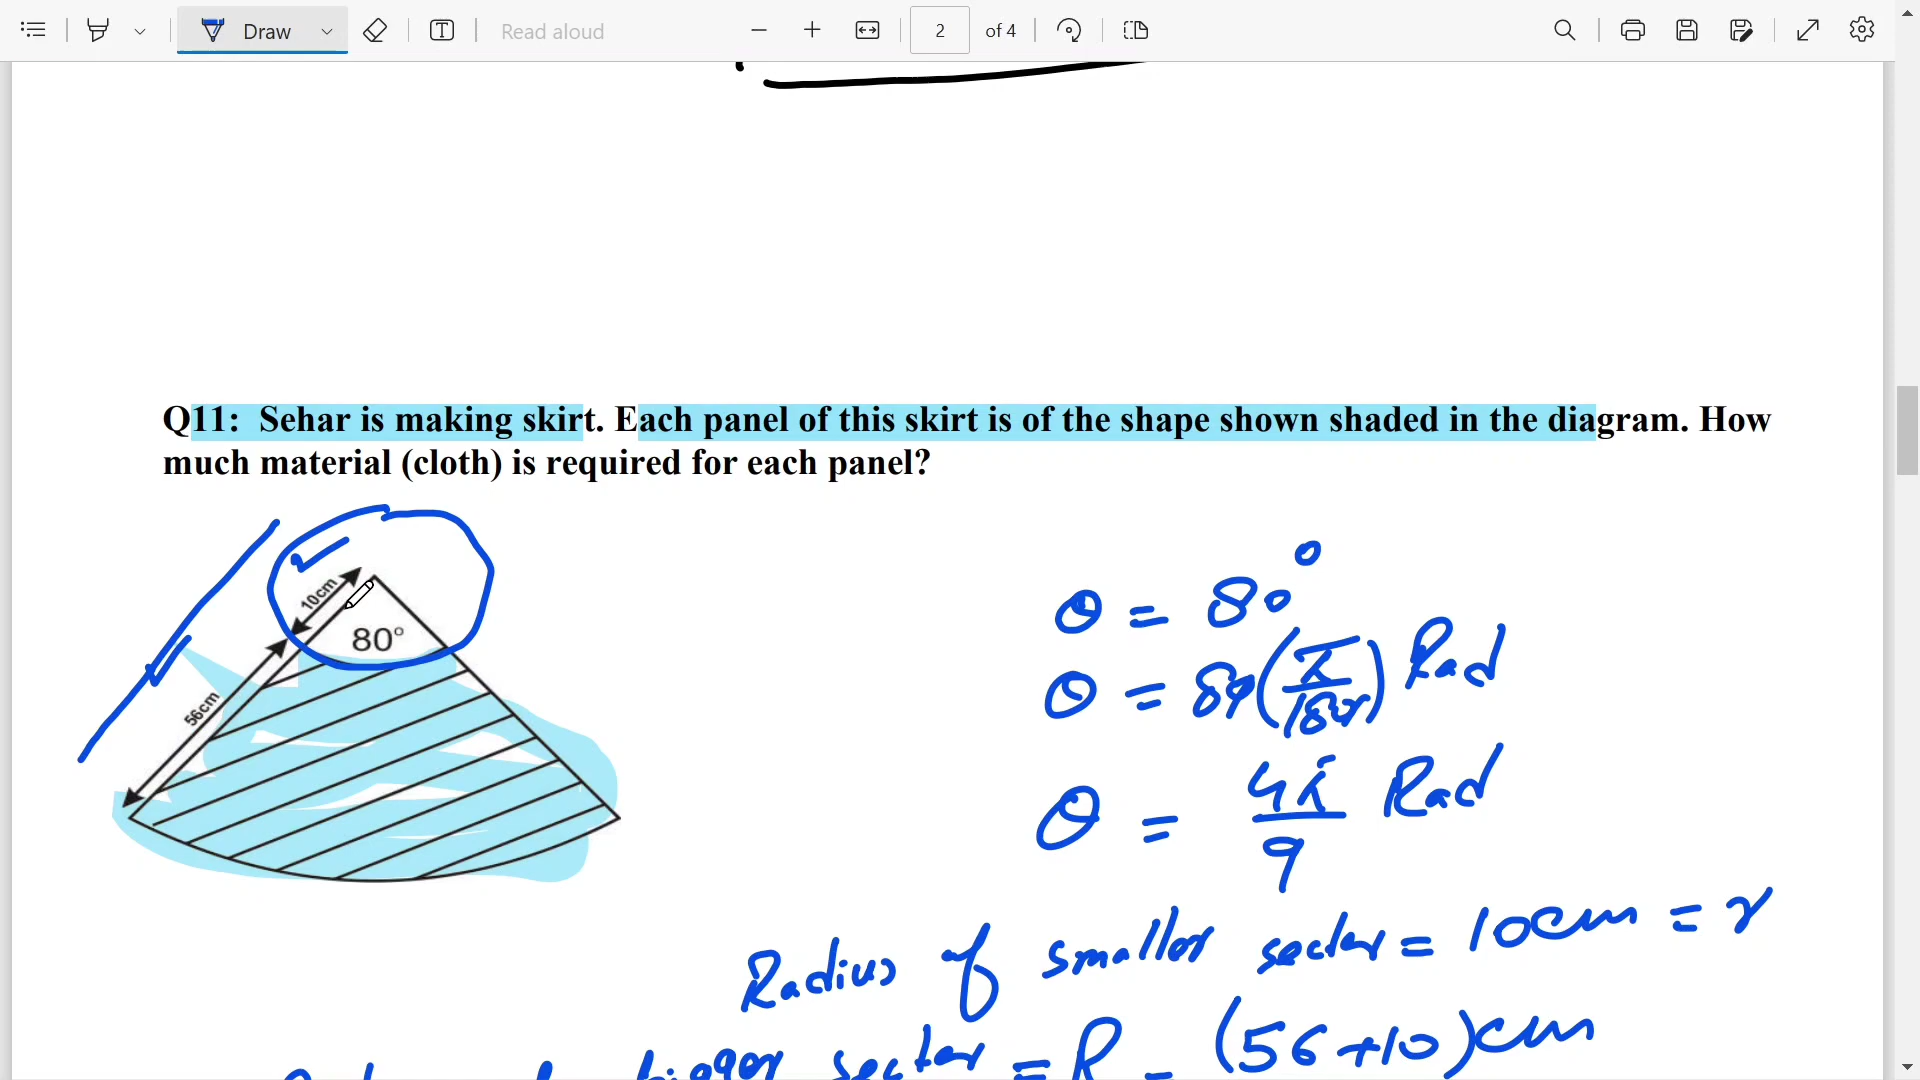 Draw
Read aloud
2 of 4
Q11: Sehar is making skirt. Each panel of this skirt is of the shape shown shaded in the diagram. How
much material (cloth) is required for each panel?
10cm
80°
56cm
θ = 80°
θ = 80(π/180) Rad
θ = 4π/9 Rad
Radius of smaller sector = 10cm = r
bigger sector = R = (56+10)cm